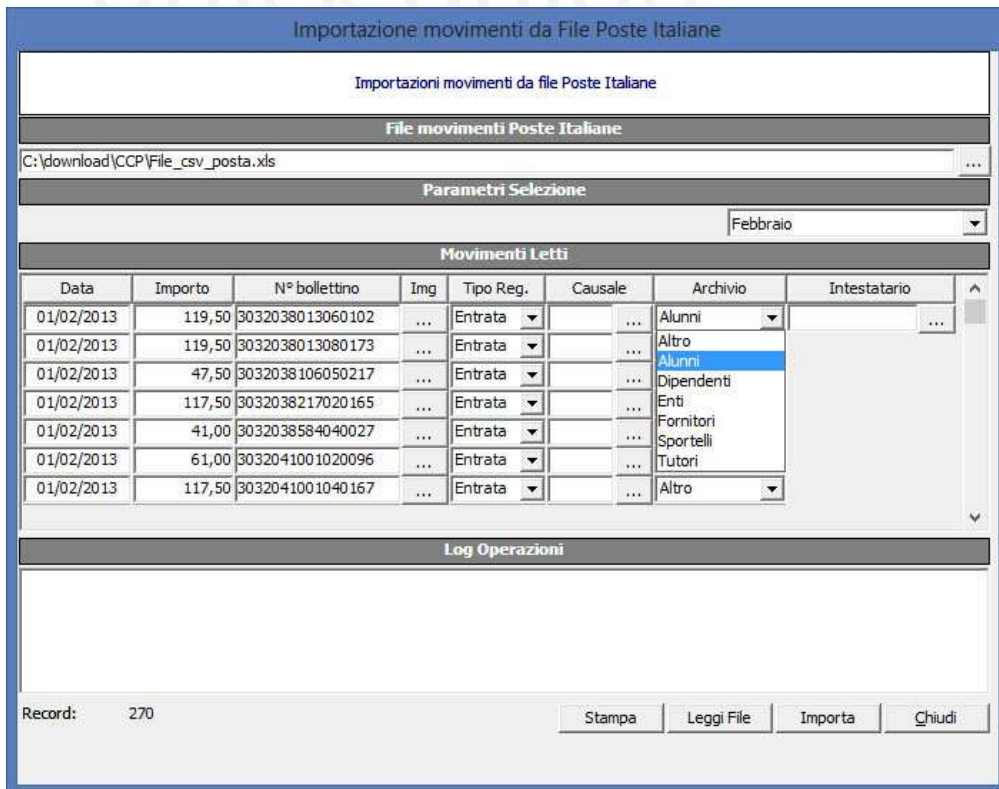 Importazione movimenti da File Poste Italiane
Importazioni movimenti da file Poste Italiane
File movimenti Poste Italiane
C:\download\CCP\File_csv_posta.xls ...
Parametri Selezione
Febbraio
Movimenti Letti
Data Importo N° bollettino Img Tipo Reg. Causale Archivio Intestatario
01/02/2013 119,50 3032038013060102 ... Entrata ... Alunni ...
01/02/2013 119,50 3032038013080173 ... Entrata ... Altro
Alunni
01/02/2013 47,50 3032038106050217 ... Entrata ... Dipendenti
01/02/2013 117,50 3032038217020165 ... Entrata ... Enti
Fornitori
01/02/2013 41,00 3032038584040027 ... Entrata ... Sportelli
01/02/2013 61,00 3032041001020096 ... Entrata ... Tutori
01/02/2013 117,50 3032041001040167 ... Entrata ... Altro
Log Operazioni
Record: 270 Stampa Leggi File Importa Chiudi